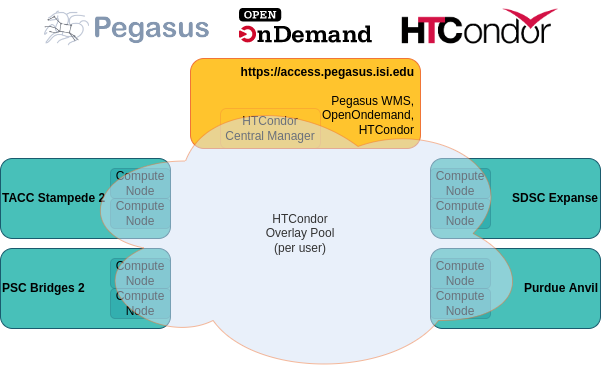 Pegasus
OPEN
OnDemand
HTCondor
https://access.pegasus.isi.edu
Pegasus WMS,
OpenOndemand,
HTCondor
HTCondor
Central Manager
TACC Stampede 2
Compute
Node
Compute
Node
SDSC Expanse
Compute
Node
Compute
Node
HTCondor
Overlay Pool
(per user)
PSC Bridges 2
Compute
Node
Compute
Node
Purdue Anvil
Compute
Node
Compute
Node